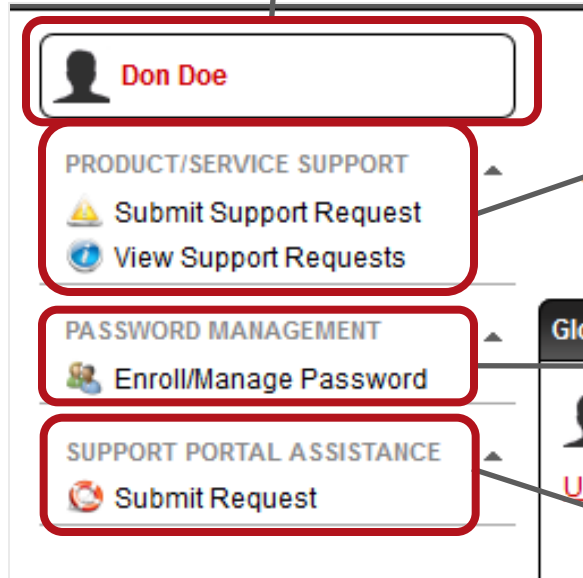 Don Doe
PRODUCT/SERVICE SUPPORT
Submit Support Request
View Support Requests
PASSWORD MANAGEMENT
Enroll/Manage Password
SUPPORT PORTAL ASSISTANCE
Submit Request